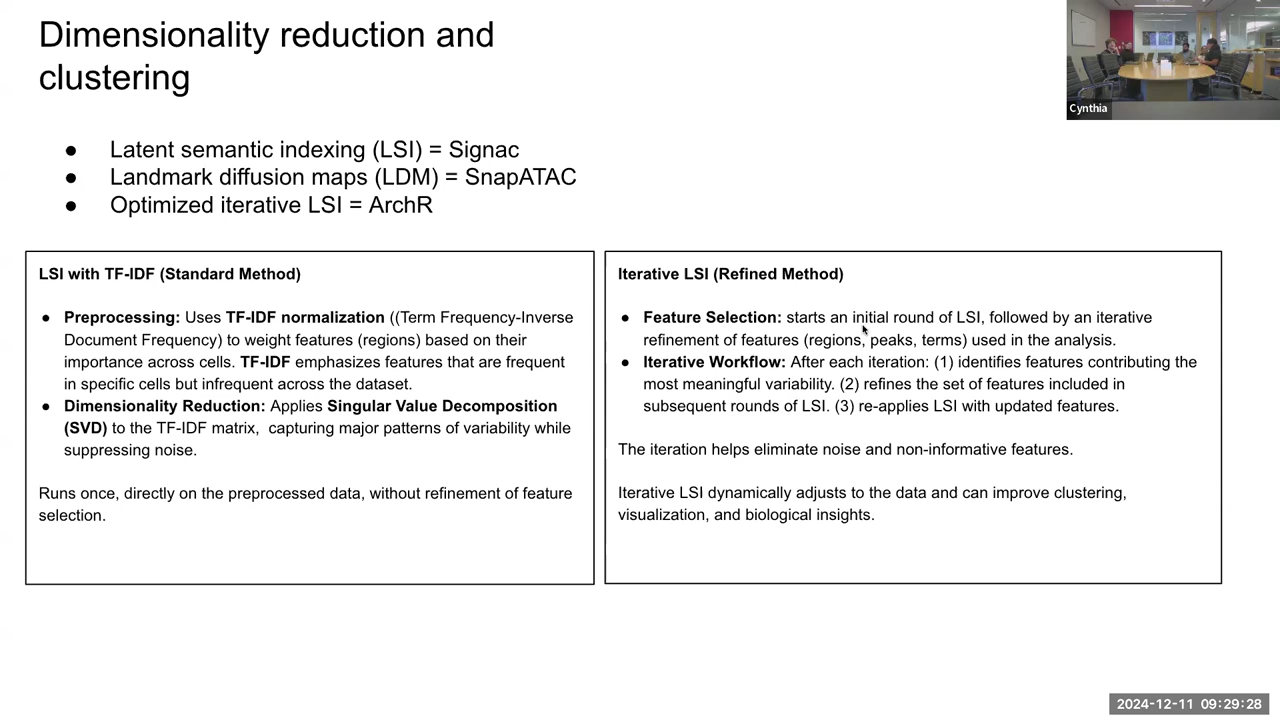 Dimensionality reduction and
clustering
Cynthia
● Latent semantic indexing (LSI) = Signac
● Landmark diffusion maps (LDM) = SnapATAC
● Optimized iterative LSI = ArchR
LSI with TF-IDF (Standard Method)
● Preprocessing: Uses TF-IDF normalization ((Term Frequency-Inverse
Document Frequency) to weight features (regions) based on their
importance across cells. TF-IDF emphasizes features that are frequent
in specific cells but infrequent across the dataset.
● Dimensionality Reduction: Applies Singular Value Decomposition
(SVD) to the TF-IDF matrix, capturing major patterns of variability while
suppressing noise.
Runs once, directly on the preprocessed data, without refinement of feature
selection.
Iterative LSI (Refined Method)
● Feature Selection: starts an initial round of LSI, followed by an iterative
refinement of features (regions, peaks, terms) used in the analysis.
● Iterative Workflow: After each iteration: (1) identifies features contributing the
most meaningful variability. (2) refines the set of features included in
subsequent rounds of LSI. (3) re-applies LSI with updated features.
The iteration helps eliminate noise and non-informative features.
Iterative LSI dynamically adjusts to the data and can improve clustering,
visualization, and biological insights.
2024-12-11 09:29:28